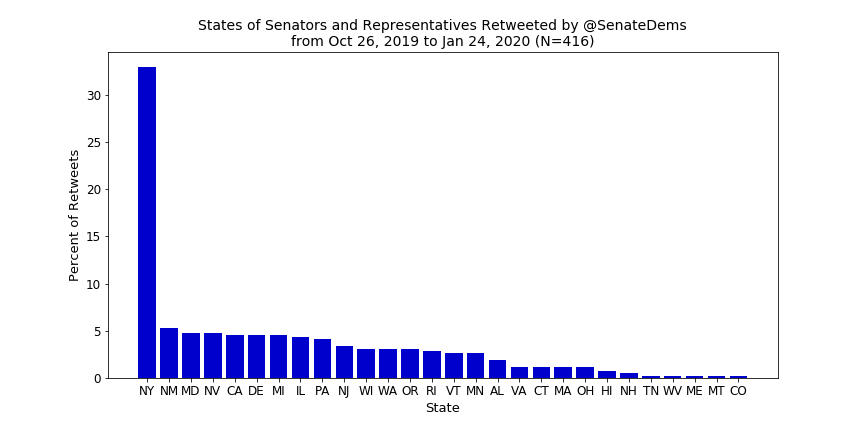 States of Senators and Representatives Retweeted by @SenateDems
from Oct 26, 2019 to Jan 24, 2020 (N=416)
Percent of Retweets
30
25
20
15
10
5
0
NY NM MD NV CA DE MI IL PA NJ WI WA OR RI VT MN AL VA CT MA OH HI NH TN WV ME MT CO
State